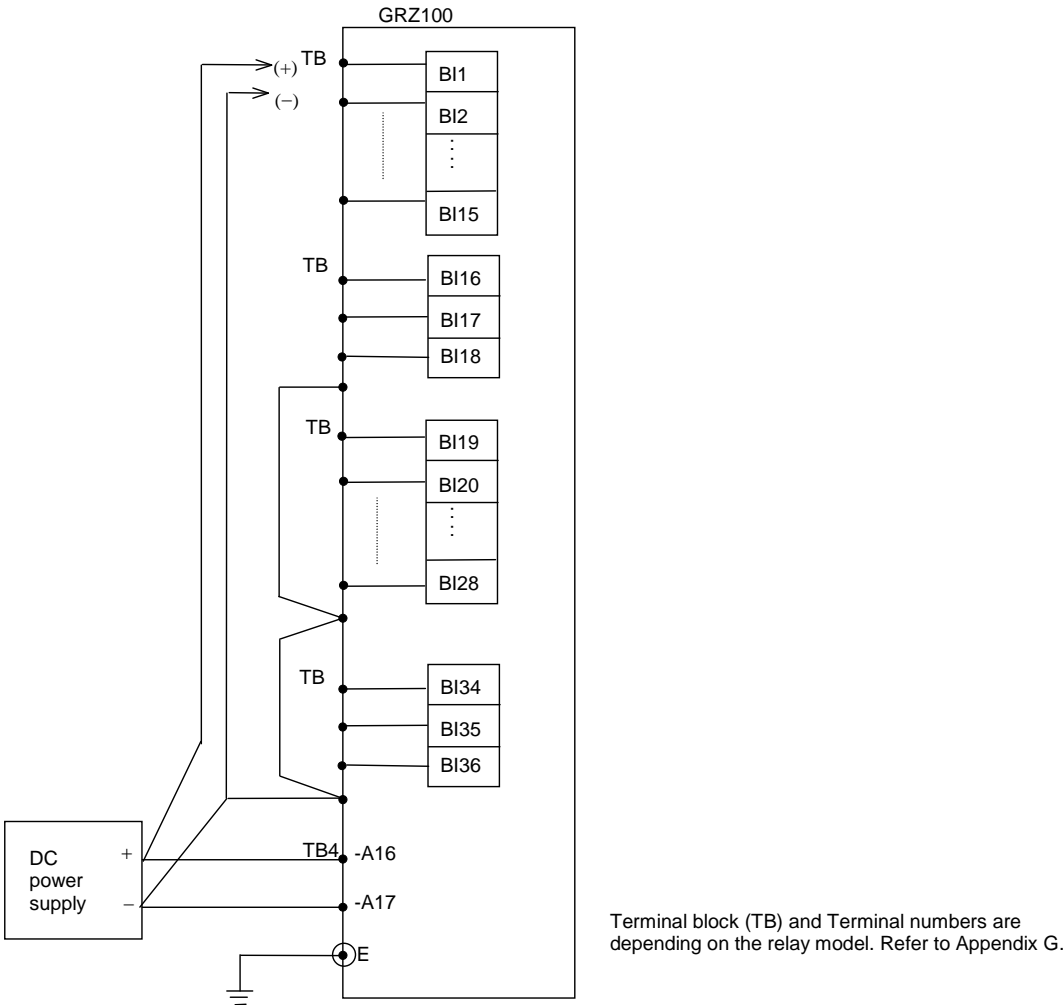 GRZ100
(+) TB
(−)
BI1
BI2
BI15
TB
BI16
BI17
BI18
TB
BI19
BI20
BI28
TB
BI34
BI35
BI36
DC
power
supply
+
−
TB4 -A16
-A17
E
Terminal block (TB) and Terminal numbers are
depending on the relay model. Refer to Appendix G.